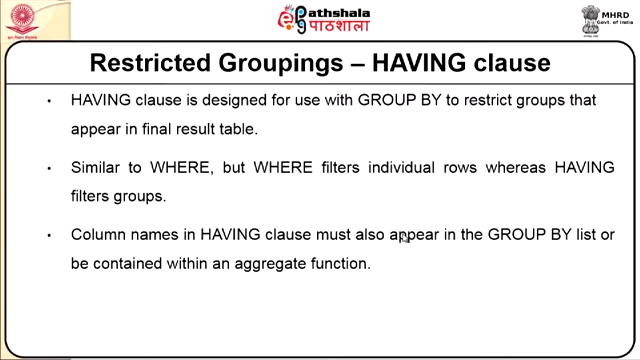 Pathshala
पाठशाला
MHRD
Govt. of India
Restricted Groupings – HAVING clause
• HAVING clause is designed for use with GROUP BY to restrict groups that
appear in final result table.
• Similar to WHERE, but WHERE filters individual rows whereas HAVING
filters groups.
• Column names in HAVING clause must also appear in the GROUP BY list or
be contained within an aggregate function.